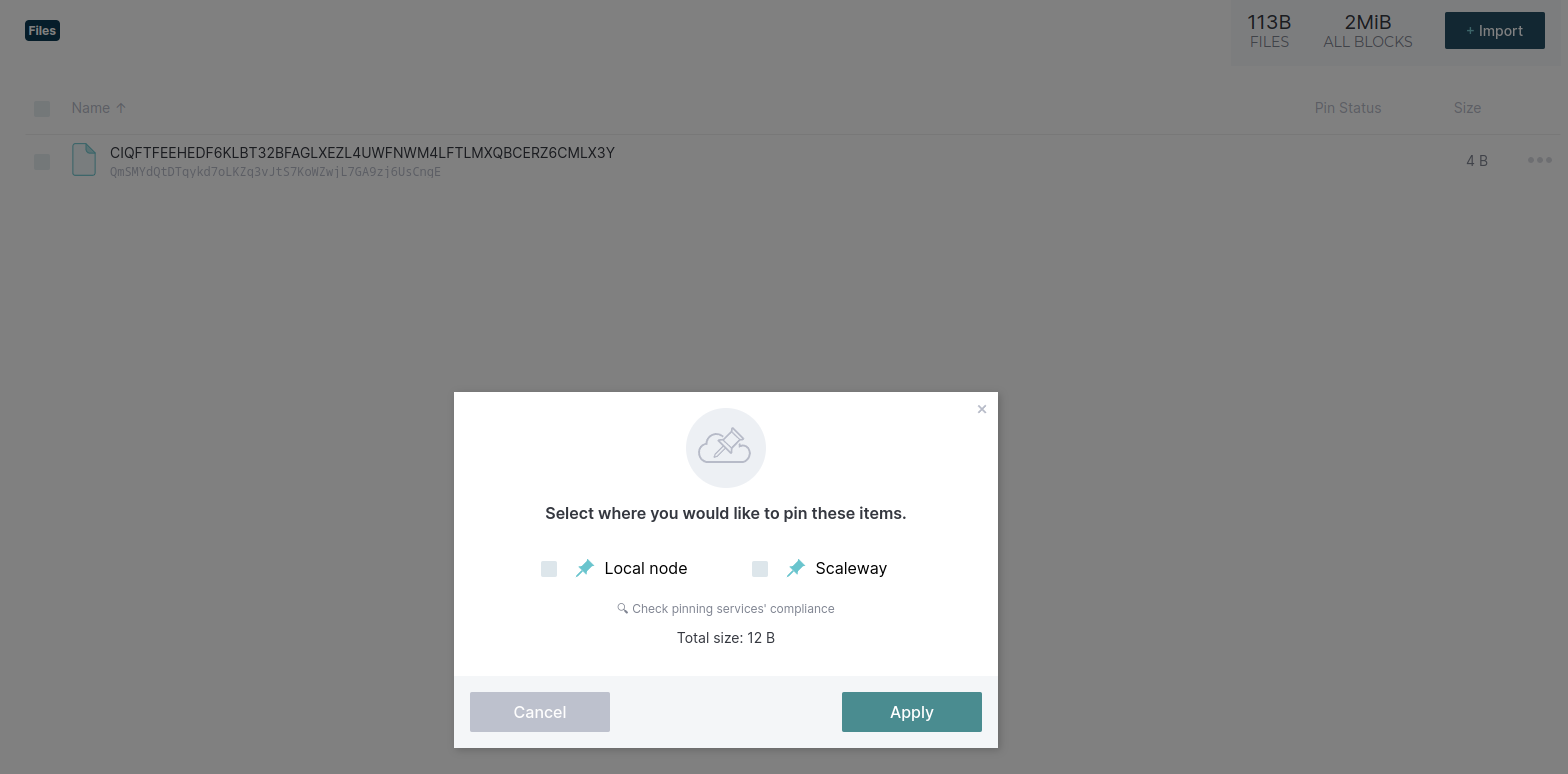 Files
113B
FILES
2MiB
ALL BLOCKS
+ Import
Name ↑
Pin Status
Size
CIQFTFEEHEDF6KLBT32BFAGLXEZL4UWFNWM4LFTLMXQBCERZ6CMLX3Y
QmSMYdQtDTqykd7oLKZq3vJtS7KoWZwjL7GA9zj6UsCnqE
4 B
Select where you would like to pin these items.
Local node
Scaleway
Check pinning services' compliance
Total size: 12 B
Cancel
Apply